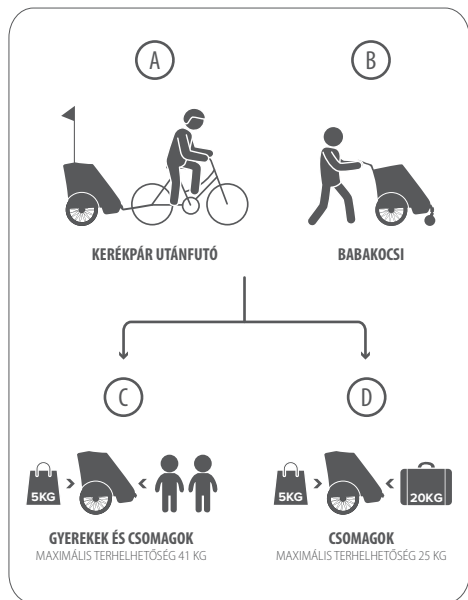 A
B
KERÉKPÁR UTÁNFUTÓ
BABAKOCSI
C
D
5KG
5KG
20KG
GYEREKEK ÉS CSOMAGOK
MAXIMÁLIS TERHELHETŐSÉG 41 KG
CSOMAGOK
MAXIMÁLIS TERHELHETŐSÉG 25 KG